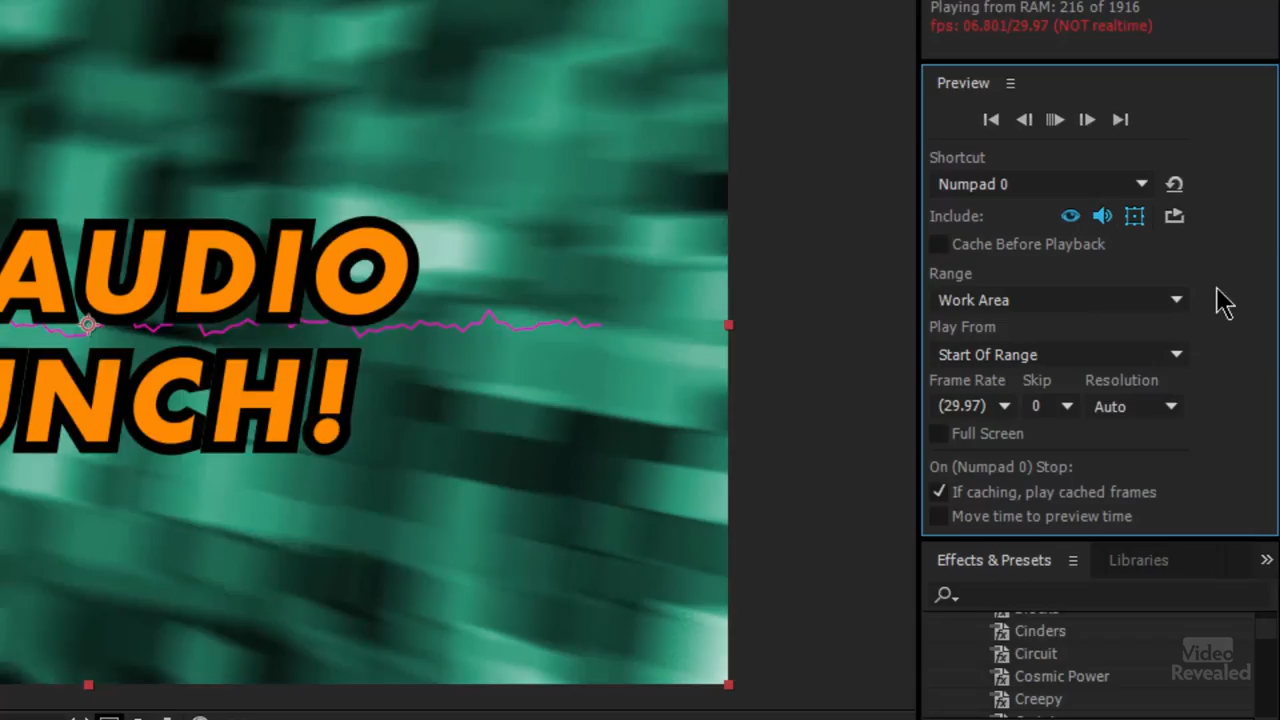 Playing from RAM: 216 of 1916
fps: 06.801/29.97 (NOT realtime)
Preview
Shortcut
Numpad 0
Include:
Cache Before Playback
Range
Work Area
Play From
Start Of Range
Frame Rate Skip Resolution
(29.97) 0 Auto
Full Screen
On (Numpad 0) Stop:
If caching, play cached frames
Move time to preview time
AUDIO
UNCH!
Effects & Presets Libraries
Cinders
Circuit
Cosmic Power
Creepy
Video
Revealed